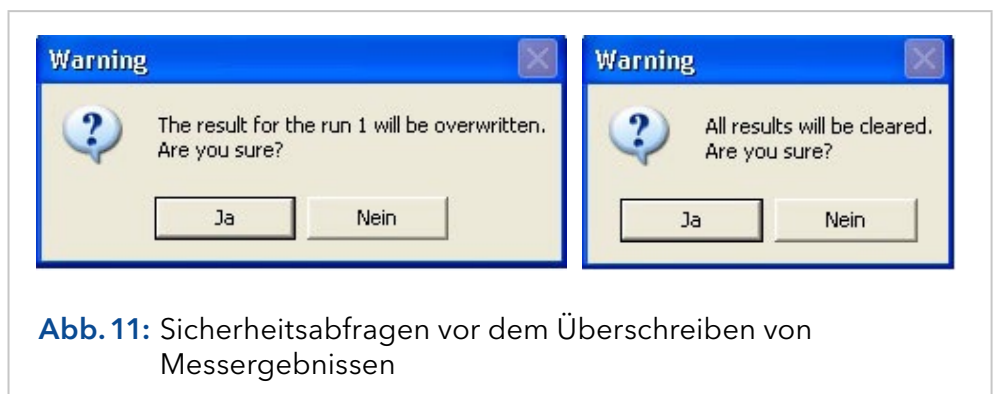 Warning
The result for the run 1 will be overwritten.
Are you sure?
Ja Nein
Warning
All results will be cleared.
Are you sure?
Ja Nein
Abb. 11: Sicherheitsabfragen vor dem Überschreiben von
Messergebnissen